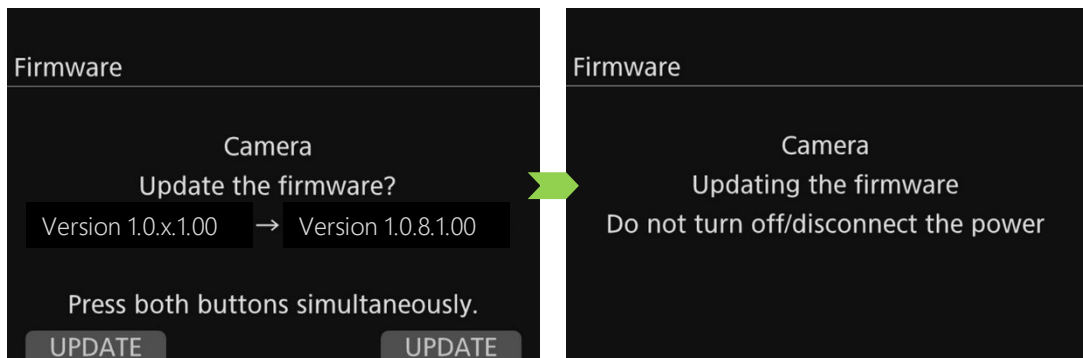 Firmware
Camera
Update the firmware?
Version 1.0.x.1.00 → Version 1.0.8.1.00
Press both buttons simultaneously.
UPDATE UPDATE
Firmware
Camera
Updating the firmware
Do not turn off/disconnect the power